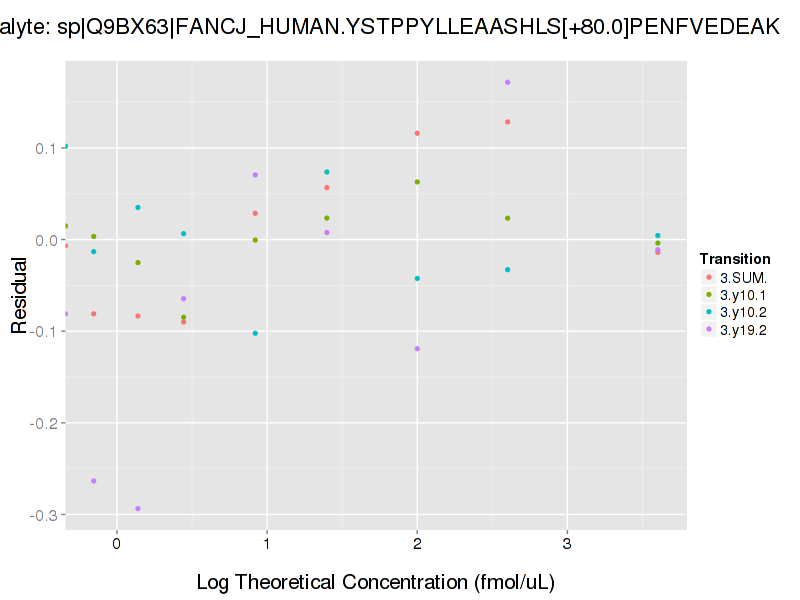 alyte: sp|Q9BX63|FANCJ_HUMAN.YSTPPYLLEAASHLS[+80.0]PENFVEDEAK
0.1
0.0
-0.1
-0.2
-0.3
Residual
0 1 2 3
Log Theoretical Concentration (fmol/uL)
Transition
3.SUM.
3.y10.1
3.y10.2
3.y19.2